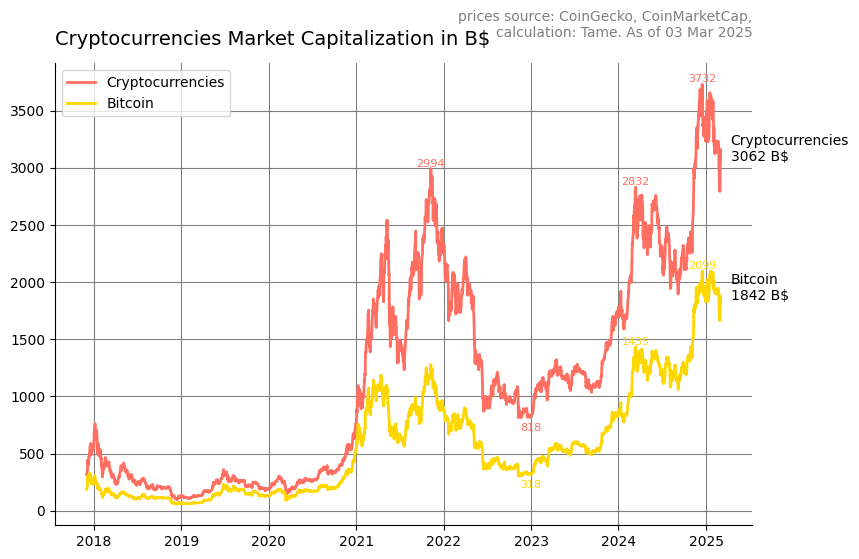 prices source: CoinGecko, CoinMarketCap,
calculation: Tame. As of 03 Mar 2025
Cryptocurrencies Market Capitalization in B$
Cryptocurrencies
Bitcoin
3732
3500
Cryptocurrencies
3062 B$
2994
3000
2832
2500
2099
Bitcoin
1842 B$
2000
1500
1435
1000
818
500
318
0
2018 2019 2020 2021 2022 2023 2024 2025